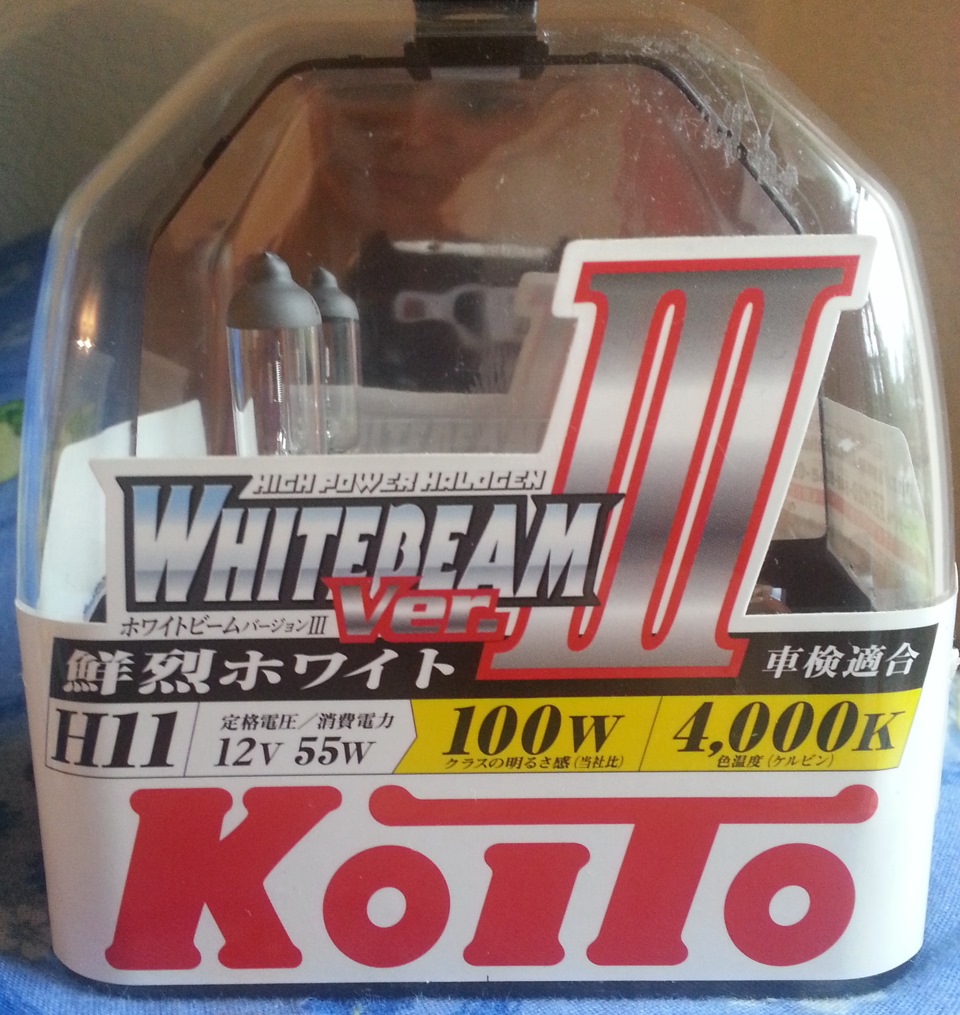 HIGH POWER HALOGEN
WHITEBEAM III
Ver.
ホワイトビームバージョンIII
鮮烈ホワイト 車検適合
H11 定格電圧／消費電力 100W 4,000K
12V 55W クラスの明るさ感(当社比) 色温度(ケルビン)
KoiTo